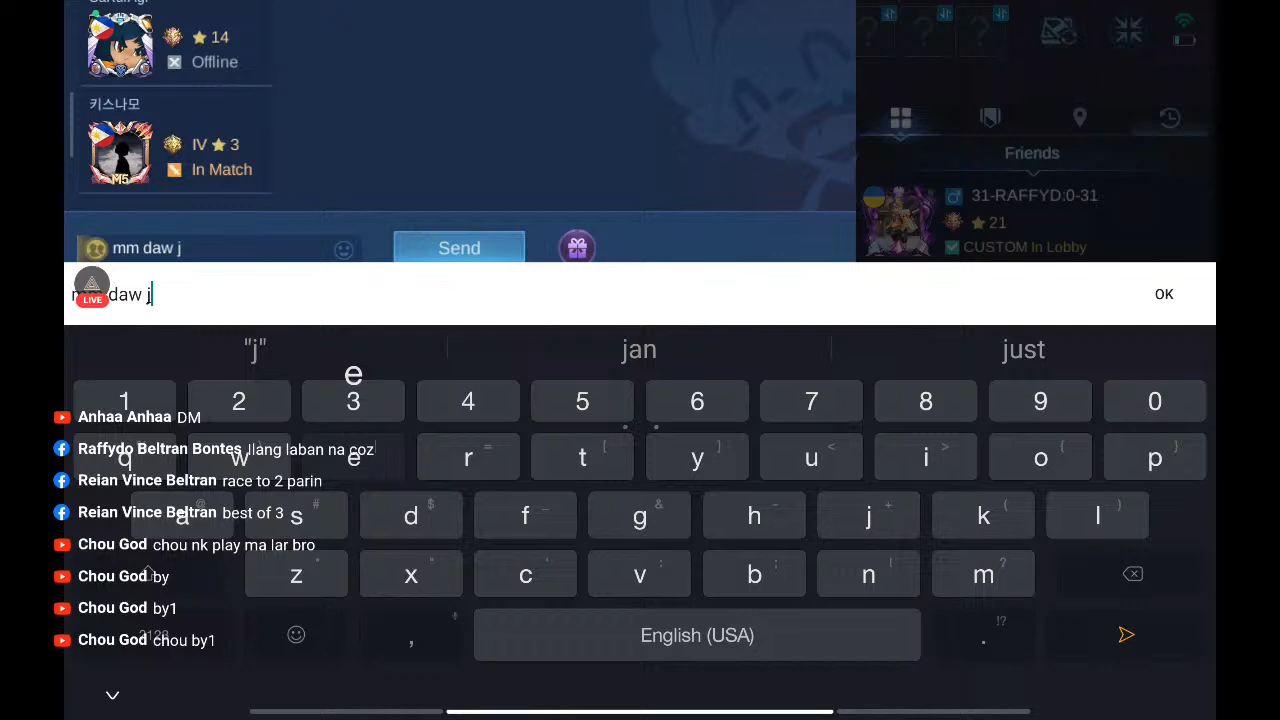 14
Offline
키스나모
IV 3
In Match
M5
mm daw j
Send
Friends
31-RAFFYD:0-31
21
CUSTOM In Lobby
daw j
LIVE
OK
"j"
jan
just
e
1 2 3 4 5 6 7 8 9 0
Anhaa Anhaa DM
Raffydo Beltran Bontes Ilang laban na coz
q w e r t y u i o p
Reian Vince Beltran race to 2 parin
Reian Vince Beltran best of 3
a s d f g h j k l
Chou God chou nk play ma lar bro
Chou God by
z x c v b n m
Chou God by1
Chou God chou by1
, English (USA) . !?